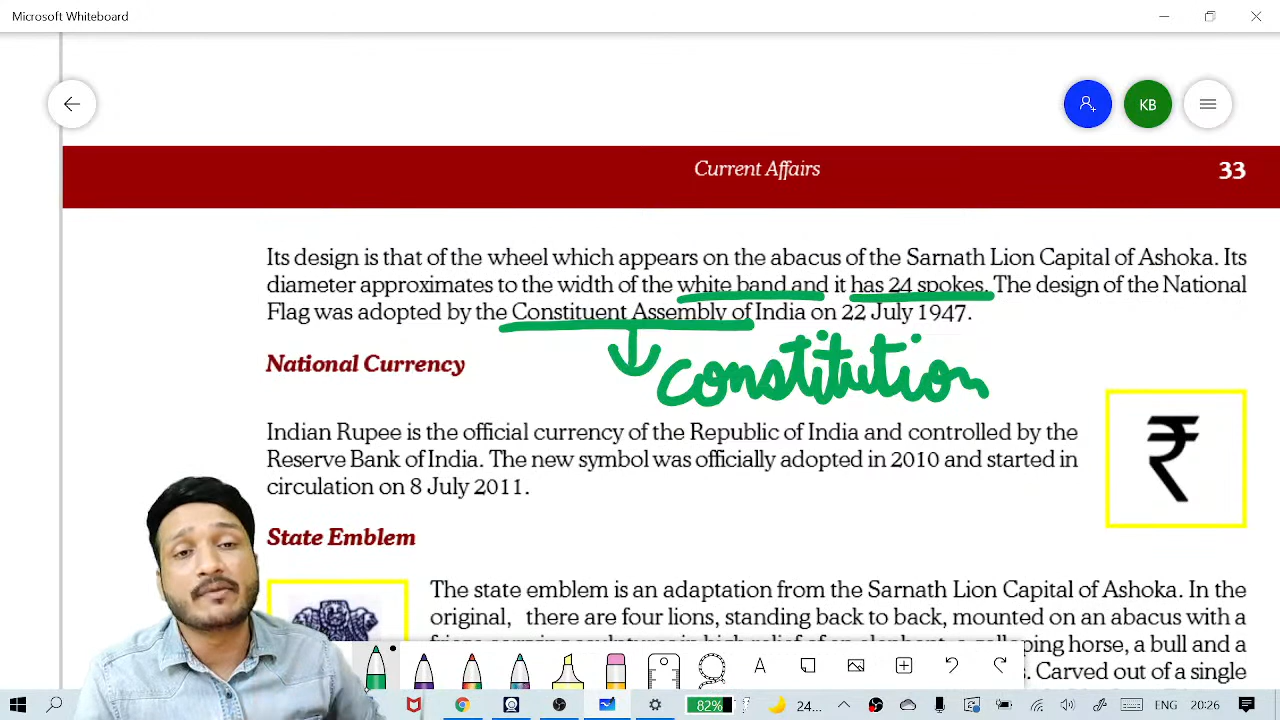 Microsoft Whiteboard
KB
Current Affairs 33
Its design is that of the wheel which appears on the abacus of the Sarnath Lion Capital of Ashoka. Its
diameter approximates to the width of the white band and it has 24 spokes. The design of the National
Flag was adopted by the Constituent Assembly of India on 22 July 1947.
constitution
National Currency
Indian Rupee is the official currency of the Republic of India and controlled by the
Reserve Bank of India. The new symbol was officially adopted in 2010 and started in
circulation on 8 July 2011.
₹
State Emblem
The state emblem is an adaptation from the Sarnath Lion Capital of Ashoka. In the
original, there are four lions, standing back to back, mounted on an abacus with a
ping horse, a bull and a
s. Carved out of a single
A
82%
24...
ENG
2026